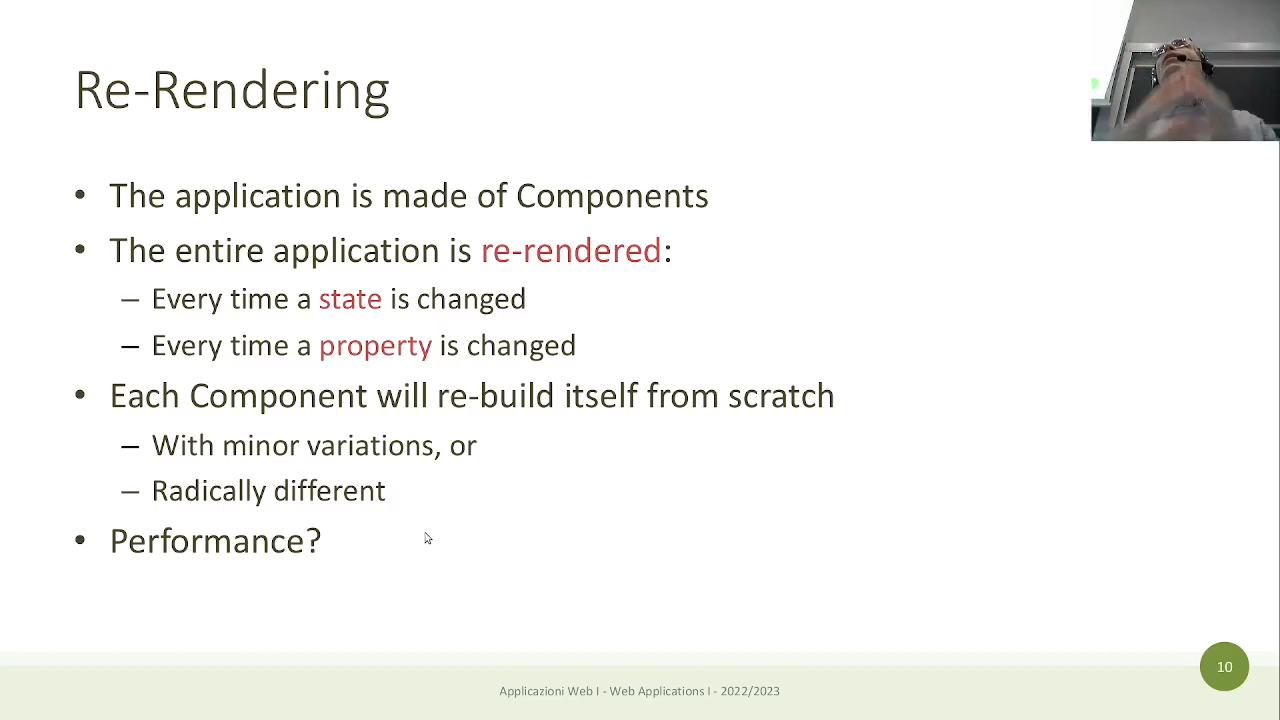 Re-Rendering
• The application is made of Components
• The entire application is re-rendered:
– Every time a state is changed
– Every time a property is changed
• Each Component will re-build itself from scratch
– With minor variations, or
– Radically different
• Performance?
10
Applicazioni Web I - Web Applications I - 2022/2023